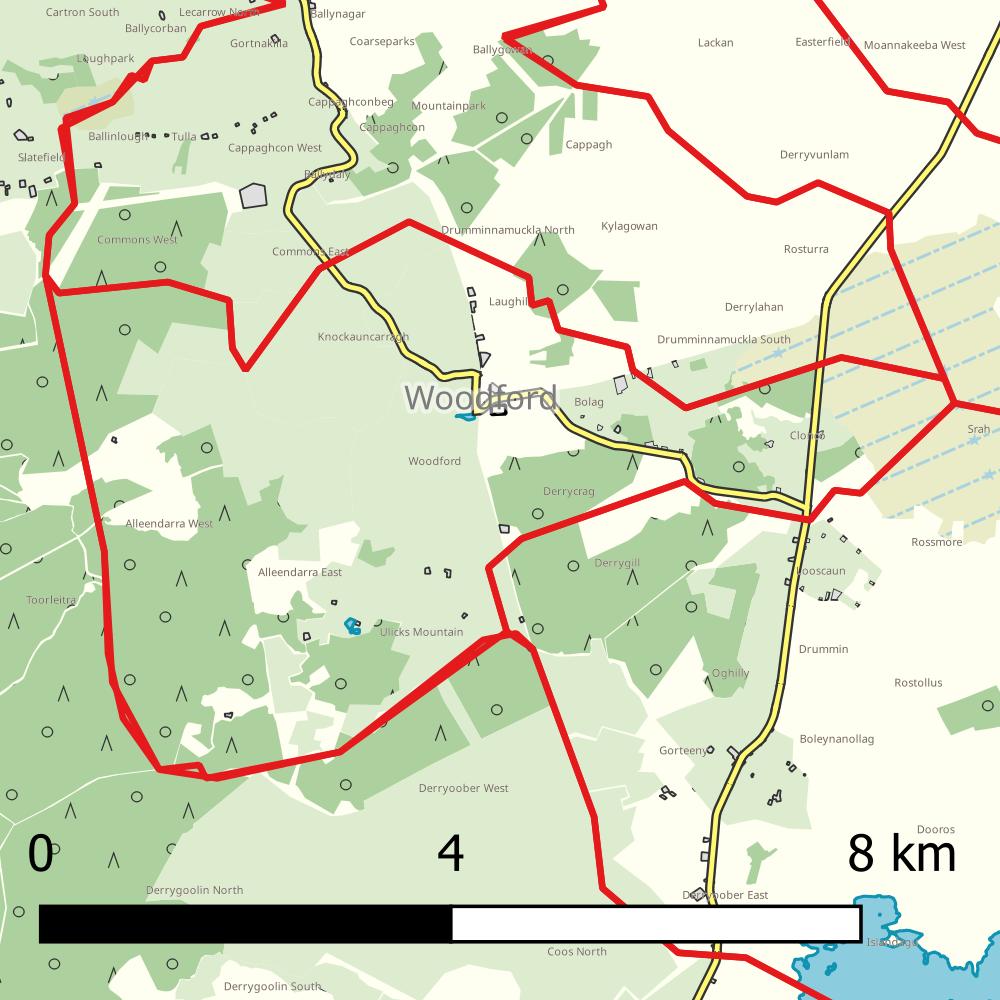 Cartron South
Lecarrow North
Ballynagar
Ballycorban
Gortnakilla
Coarseparks
Ballygowan
Lackan
Easterfield
Moannakeeba West
Loughpark
Cappaghconbeg
Mountainpark
Cappaghcon
Ballinlough
Tulla
Cappaghcon West
Cappagh
Slatefield
Derryvunlam
Ballydaly
Commons West
Commons East
Drumminnamuckla North
Kylagowan
Rosturra
Laughil
Derrylahan
Knockauncarragh
Drumminnamuckla South
Woodford
Bolag
Clonco
Srah
Woodford
Derrycrag
Alleendarra West
Rossmore
Alleendarra East
Derrygill
Looscaun
Toorleitra
Ulicks Mountain
Drummin
Oghilly
Rostollus
Gorteeny
Boleynanollag
Derryoober West
Dooros
0 4 8 km
Derrygoolin North
Derryoober East
Coos North
Islandagu
Derrygoolin South